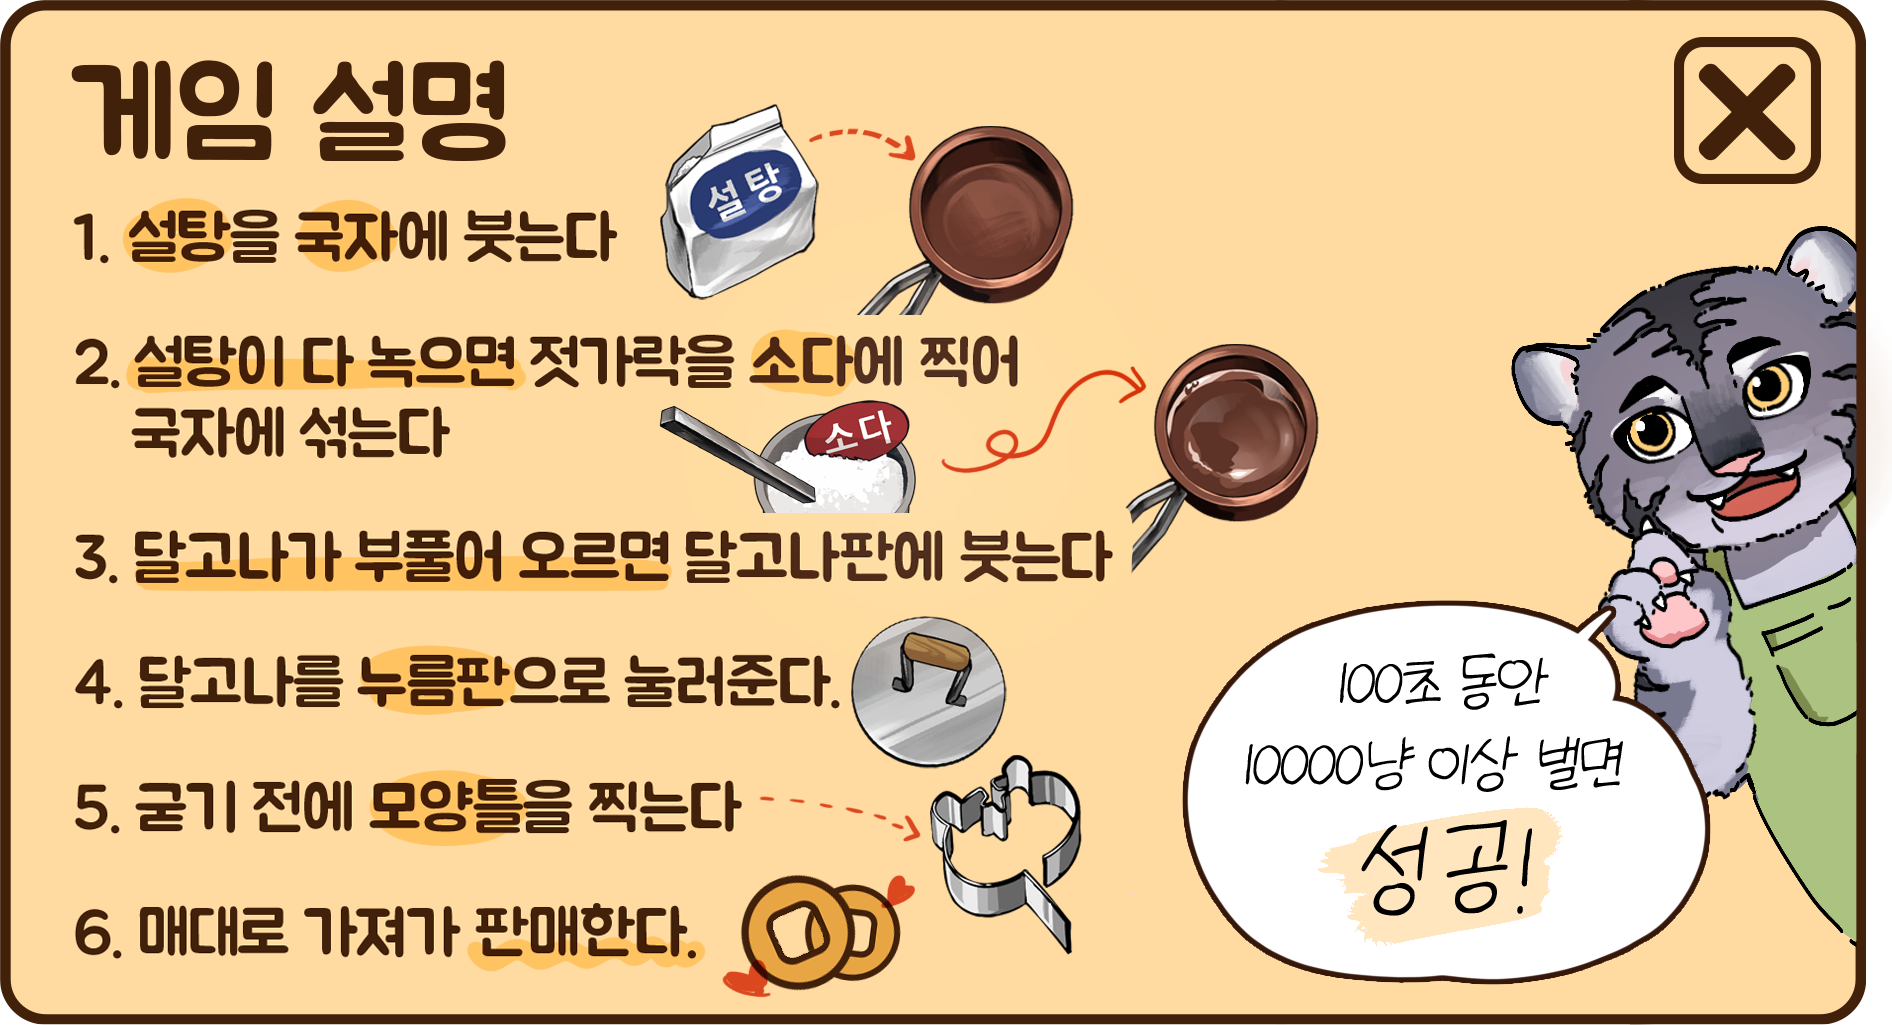 게임 설명
1. 설탕을 국자에 붓는다
설탕
2. 설탕이 다 녹으면 젓가락을 소다에 찍어
국자에 섞는다
소다
3. 달고나가 부풀어 오르면 달고나판에 붓는다
4. 달고나를 누름판으로 눌러준다.
5. 굳기 전에 모양틀을 찍는다
6. 매대로 가져가 판매한다.
100초 동안
10000냥 이상 벌면
성공!